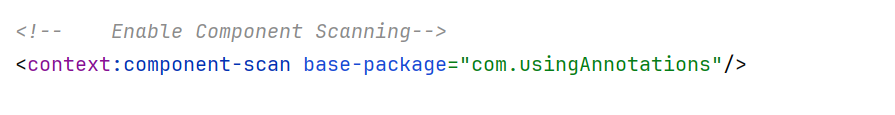 <!--    Enable Component Scanning-->
<context:component-scan base-package="com.usingAnnotations"/>